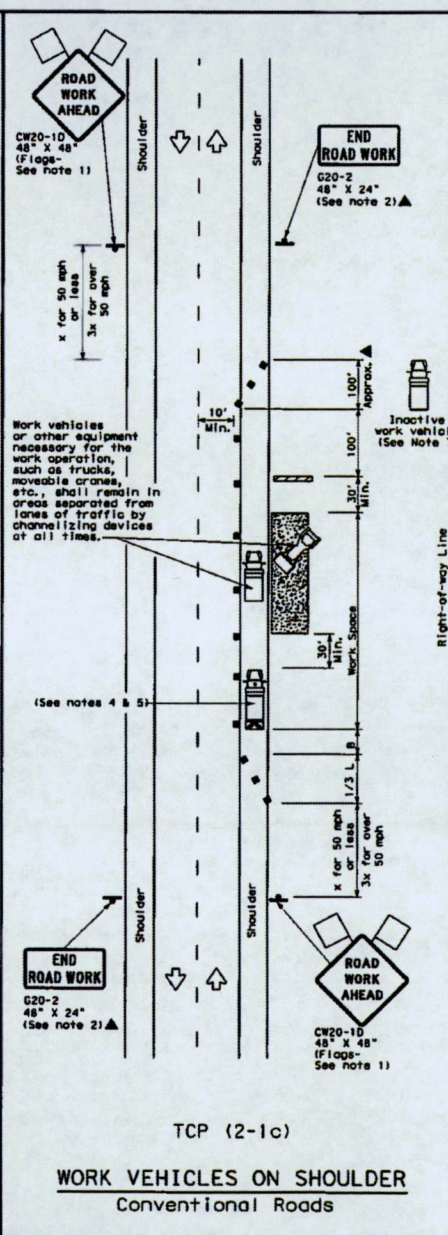 ROAD
WORK
AHEAD
CW20-1D
48" X 48"
(Flags-
See note 1)
Shoulder
Shoulder
END
ROAD WORK
G20-2
48" X 24"
(See note 2)▲
x for 50 mph
or less
3x for over
50 mph
100'
Approx.
10'
Min.
100'
Inactive
work vehicle
(See Note
30'
Min.
Work vehicles
or other equipment
necessary for the
work operation,
such as trucks,
moveable cranes,
etc., shall remain in
areas separated from
lanes of traffic by
channelizing devices
at all times.
Right-of-way Line
Work Space
30'
Min.
(See notes 4 & 5)
B
1/3 L
x for 50 mph
or less
3x for over
50 mph
Shoulder
Shoulder
END
ROAD WORK
G20-2
48" X 24"
(See note 2)▲
ROAD
WORK
AHEAD
CW20-1D
48" X 48"
(Flags-
See note 1)
TCP (2-1c)
WORK VEHICLES ON SHOULDER
Conventional Roads